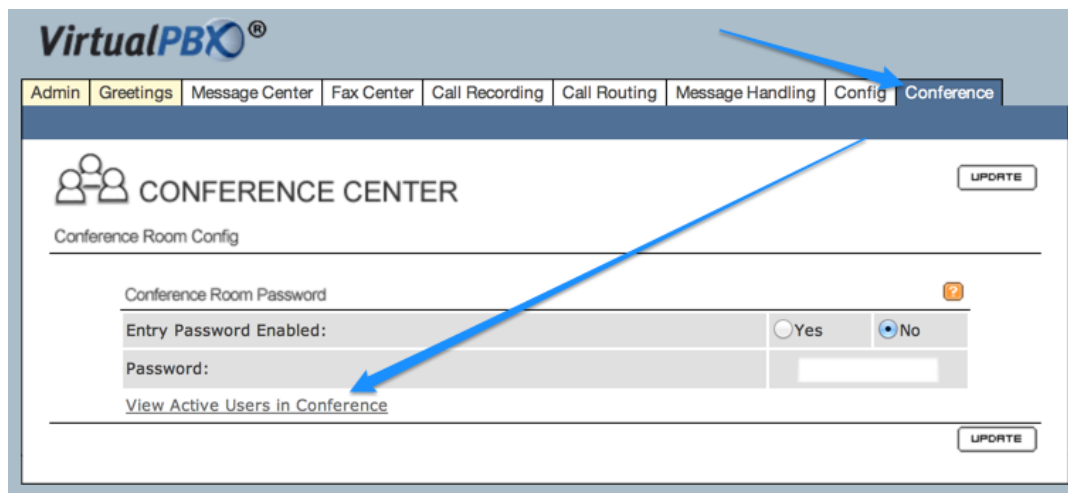 VirtualPBX®
Admin Greetings Message Center Fax Center Call Recording Call Routing Message Handling Config Conference
CONFERENCE CENTER UPDATE
Conference Room Config
Conference Room Password ?
Entry Password Enabled: Yes No
Password:
View Active Users in Conference
UPDATE